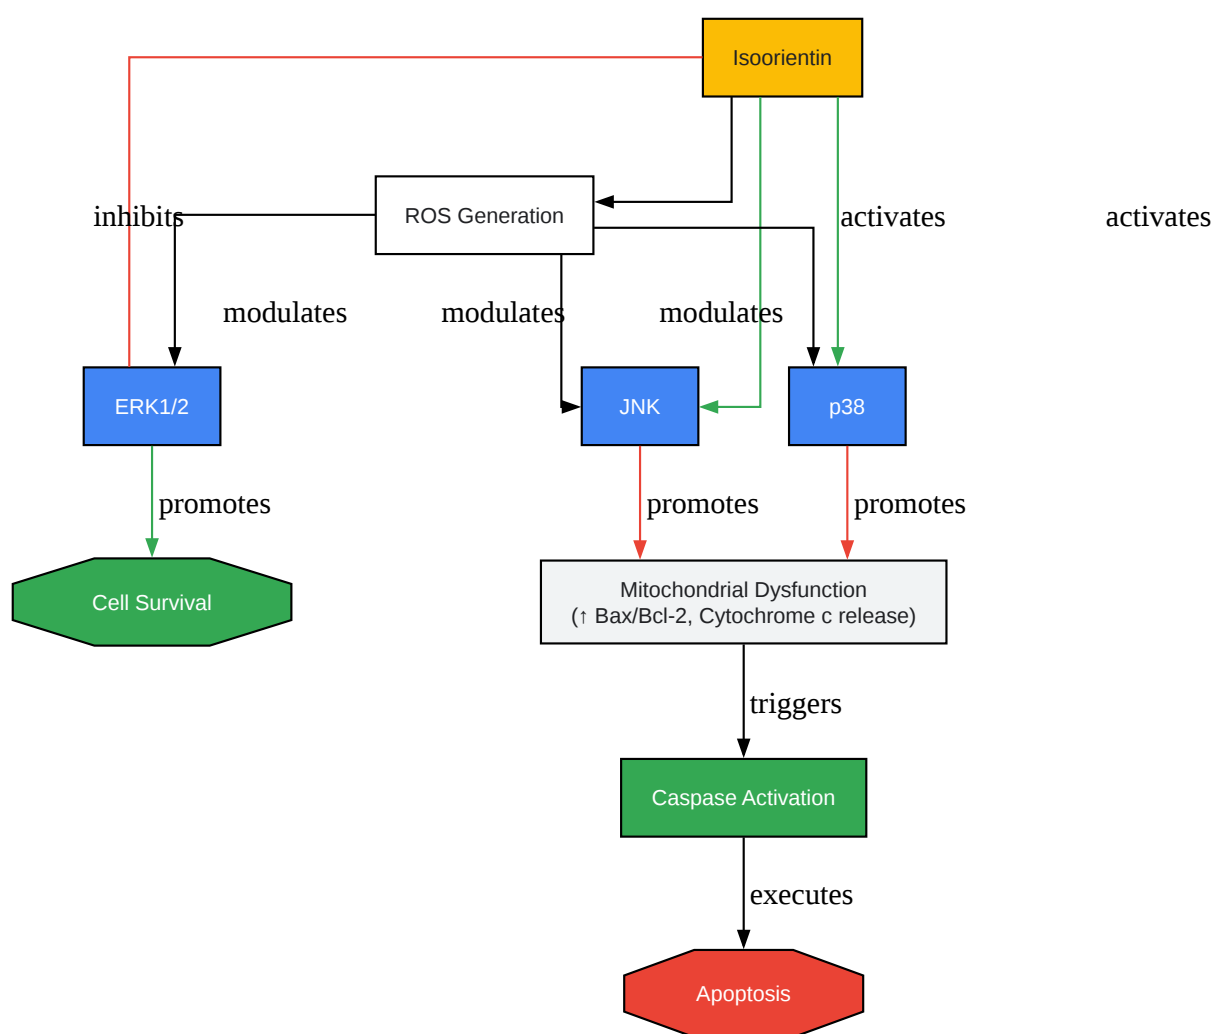 Isoorientin
ROS Generation
inhibits
activates
activates
modulates
modulates
modulates
ERK1/2
JNK
p38
promotes
promotes
promotes
Cell Survival
Mitochondrial Dysfunction
(↑ Bax/Bcl-2, Cytochrome c release)
triggers
Caspase Activation
executes
Apoptosis